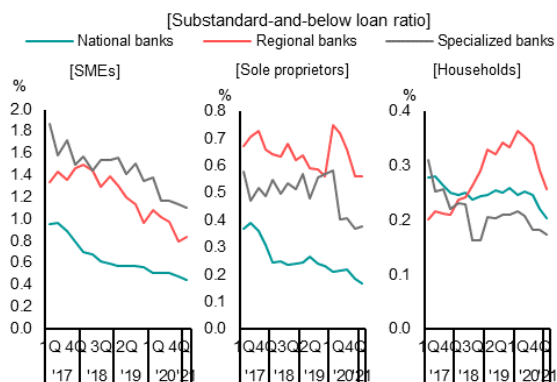 [Substandard-and-below loan ratio]
National banks Regional banks Specialized banks
[SMEs] [Sole proprietors] [Households]
% % %
2.0
1.8
1.6
1.4
1.2
1.0
0.8
0.6
0.4
0.2
0.0
1Q 4Q 3Q 2Q 1Q 4Q
'17 '18 '19 '20 '21
0.8
0.7
0.6
0.5
0.4
0.3
0.2
0.1
0.0
1Q 4Q 3Q 2Q 1Q 4Q
'17 '18 '19 '20 '21
0.4
0.3
0.2
0.1
0.0
1Q 4Q 3Q 2Q 1Q 4Q
'17 '18 '19 '20 '21